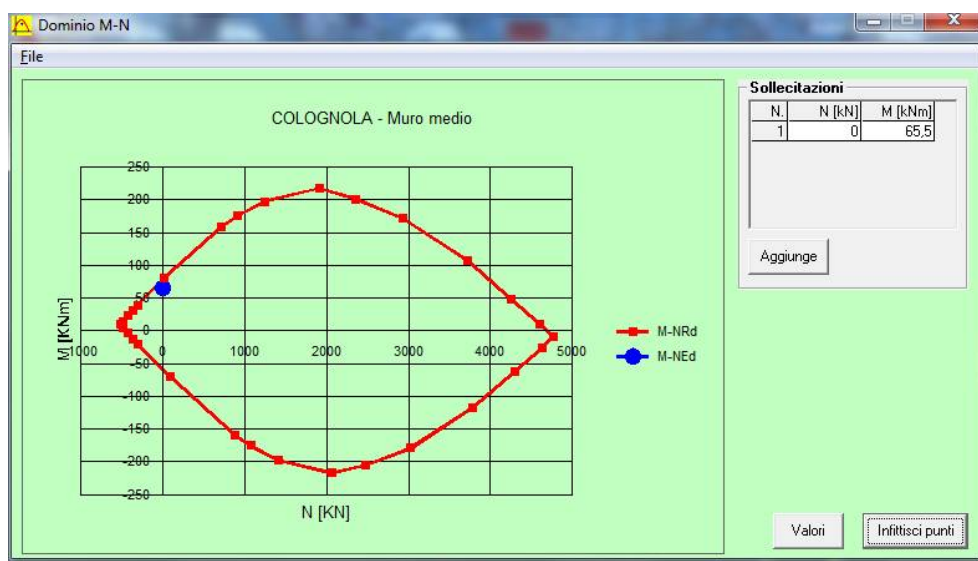 Dominio M-N
File
COLOGNOLA - Muro medio
250
200
150
100
50
0
-50
-100
-150
-200
-250
M [KNm]
-1000 0 1000 2000 3000 4000 5000
N [KN]
M-NRd
M-NEd
Sollecitazioni
N. N [kN] M [kNm]
1 0 65,5
Aggiunge
Valori Infittisci punti